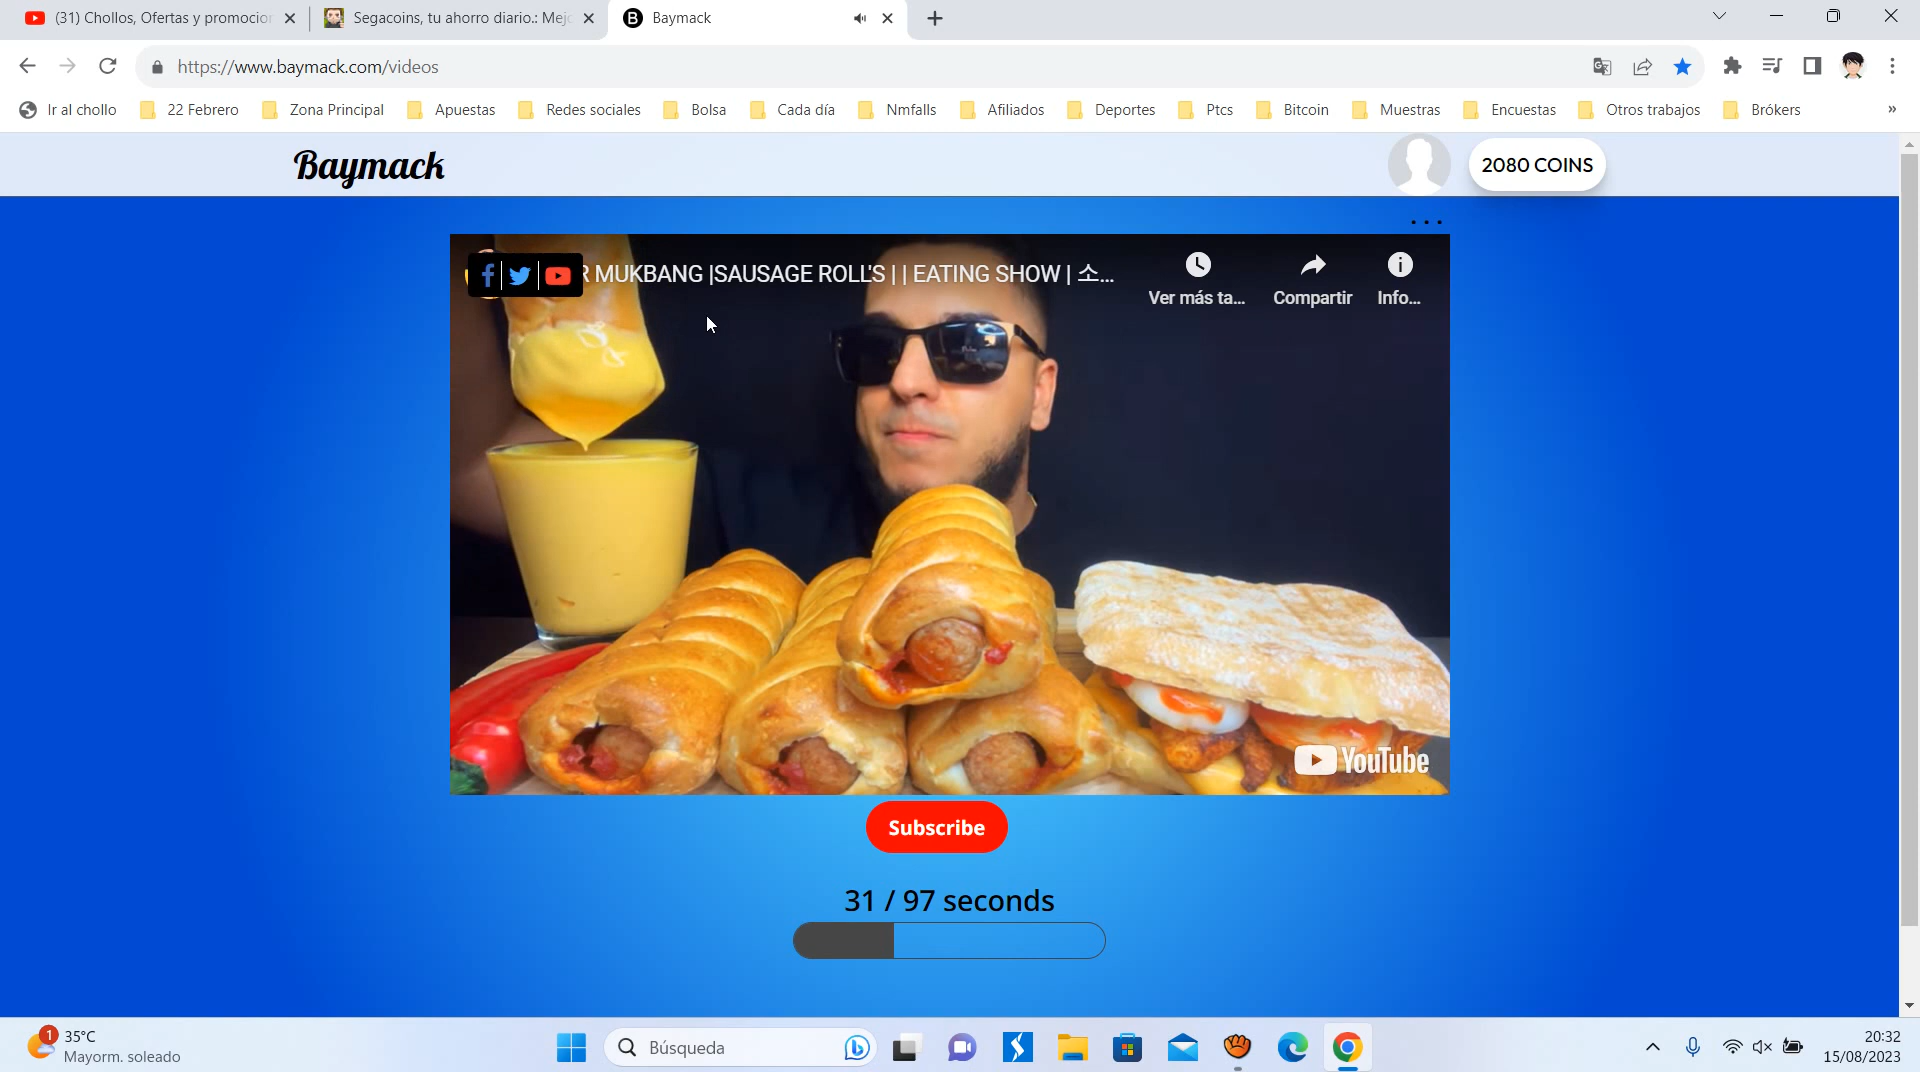 (31) Chollos, Ofertas y promocion
Segacoins, tu ahorro diario.: Mejo
Baymack
https://www.baymack.com/videos
Ir al chollo
22 Febrero
Zona Principal
Apuestas
Redes sociales
Bolsa
Cada día
Nmfalls
Afiliados
Deportes
Ptcs
Bitcoin
Muestras
Encuestas
Otros trabajos
Brókers
»
Baymack
2080 COINS
...
R MUKBANG |SAUSAGE ROLL'S | | EATING SHOW | 소...
Ver más ta...
Compartir
Info...
YouTube
Subscribe
31 / 97 seconds
1
35°C
Mayorm. soleado
Búsqueda
20:32
15/08/2023